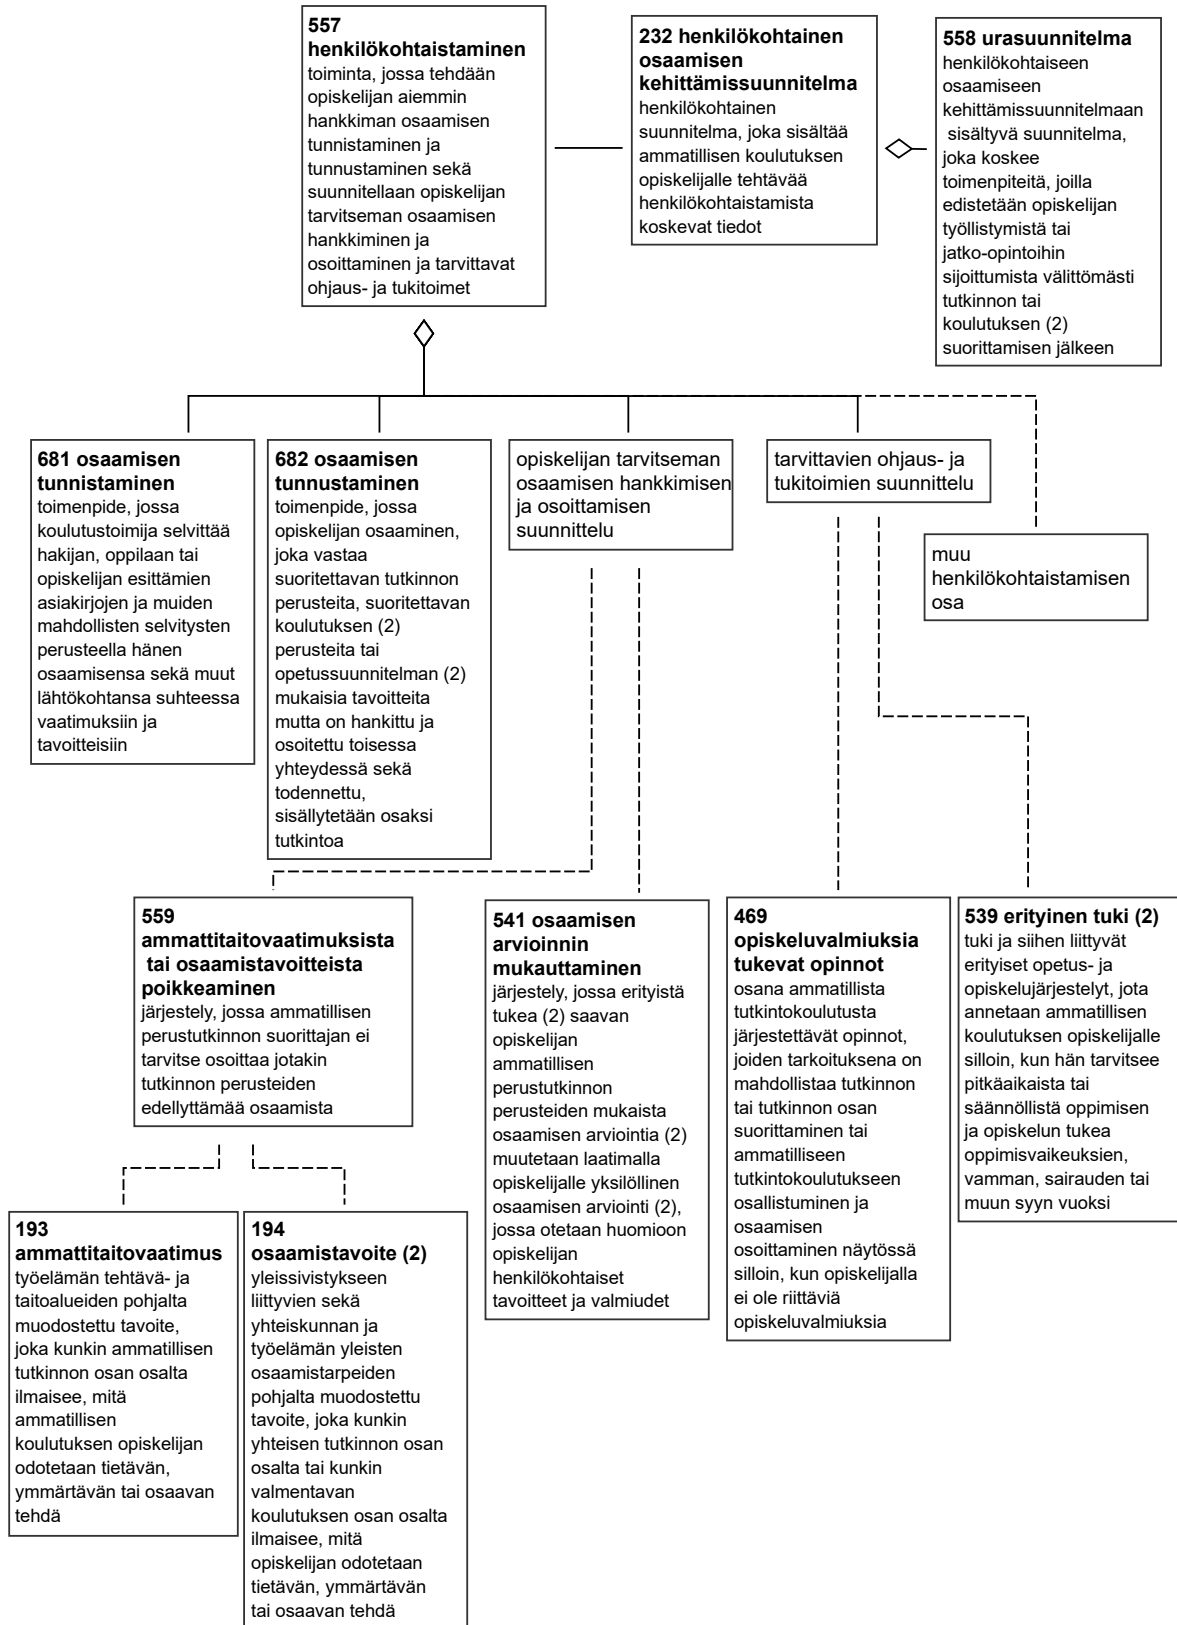 557
henkilökohtaistaminen
toiminta, jossa tehdään
opiskelijan aiemmin
hankkiman osaamisen
tunnistaminen ja
tunnustaminen sekä
suunnitellaan opiskelijan
tarvitseman osaamisen
hankkiminen ja
osoittaminen ja tarvittavat
ohjaus- ja tukitoimet
232 henkilökohtainen
osaamisen
kehittämissuunnitelma
henkilökohtainen
suunnitelma, joka sisältää
ammatillisen koulutuksen
opiskelijalle tehtävää
henkilökohtaistamista
koskevat tiedot
558 urasuunnitelma
henkilökohtaiseen
osaamiseen
kehittämissuunnitelmaan
sisältyvä suunnitelma,
joka koskee
toimenpiteitä, joilla
edistetään opiskelijan
työllistymistä tai
jatko-opintoihin
sijoittumista välittömästi
tutkinnon tai
koulutuksen (2)
suorittamisen jälkeen
681 osaamisen
tunnistaminen
toimenpide, jossa
koulutustoimija selvittää
hakijan, oppilaan tai
opiskelijan esittämien
asiakirjojen ja muiden
mahdollisten selvitysten
perusteella hänen
osaamisensa sekä muut
lähtökohtansa suhteessa
vaatimuksiin ja
tavoitteisiin
682 osaamisen
tunnustaminen
toimenpide, jossa
opiskelijan osaaminen,
joka vastaa
suoritettavan tutkinnon
perusteita, suoritettavan
koulutuksen (2)
perusteita tai
opetussuunnitelman (2)
mukaisia tavoitteita
mutta on hankittu ja
osoitettu toisessa
yhteydessä sekä
todennettu,
sisällytetään osaksi
tutkintoa
opiskelijan tarvitseman
osaamisen hankkimisen
ja osoittamisen
suunnittelu
tarvittavien ohjaus- ja
tukitoimien suunnittelu
muu
henkilökohtaistamisen
osa
559
ammattitaitovaatimuksista
tai osaamistavoitteista
poikkeaminen
järjestely, jossa ammatillisen
perustutkinnon suorittajan ei
tarvitse osoittaa jotakin
tutkinnon perusteiden
edellyttämää osaamista
541 osaamisen
arvioinnin
mukauttaminen
järjestely, jossa erityistä
tukea (2) saavan
opiskelijan
ammatillisen
perustutkinnon
perusteiden mukaista
osaamisen arviointia (2)
muutetaan laatimalla
opiskelijalle yksilöllinen
osaamisen arviointi (2),
jossa otetaan huomioon
opiskelijan
henkilökohtaiset
tavoitteet ja valmiudet
469
opiskeluvalmiuksia
tukevat opinnot
osana ammatillista
tutkintokoulutusta
järjestettävät opinnot,
joiden tarkoituksena on
mahdollistaa tutkinnon
tai tutkinnon osan
suorittaminen tai
ammatilliseen
tutkintokoulutukseen
osallistuminen ja
osaamisen
osoittaminen näytössä
silloin, kun opiskelijalla
ei ole riittäviä
opiskeluvalmiuksia
539 erityinen tuki (2)
tuki ja siihen liittyvät
erityiset opetus- ja
opiskelujärjestelyt, jota
annetaan ammatillisen
koulutuksen opiskelijalle
silloin, kun hän tarvitsee
pitkäaikaista tai
säännöllistä oppimisen
ja opiskelun tukea
oppimisvaikeuksien,
vamman, sairauden tai
muun syyn vuoksi
193
ammattitaitovaatimus
työelämän tehtävä- ja
taitoalueiden pohjalta
muodostettu tavoite,
joka kunkin ammatillisen
tutkinnon osan osalta
ilmaisee, mitä
ammatillisen
koulutuksen opiskelijan
odotetaan tietävän,
ymmärtävän tai osaavan
tehdä
194
osaamistavoite (2)
yleissivistykseen
liittyvien sekä
yhteiskunnan ja
työelämän yleisten
osaamistarpeiden
pohjalta muodostettu
tavoite, joka kunkin
yhteisen tutkinnon osan
osalta tai kunkin
valmentavan
koulutuksen osan osalta
ilmaisee, mitä
opiskelijan odotetaan
tietävän, ymmärtävän
tai osaavan tehdä